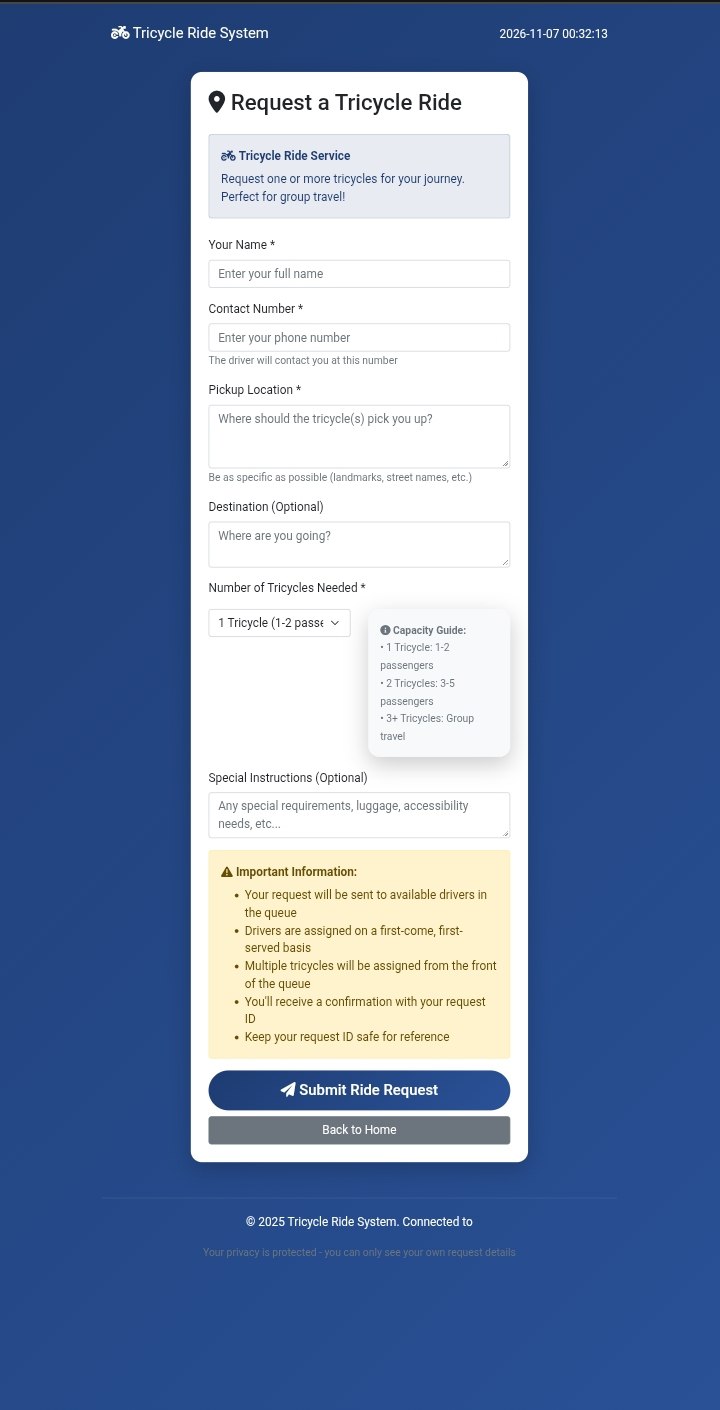 Tricycle Ride System
2026-11-07 00:32:13
Request a Tricycle Ride
Tricycle Ride Service
Request one or more tricycles for your journey.
Perfect for group travel!
Your Name *
Enter your full name
Contact Number *
Enter your phone number
The driver will contact you at this number
Pickup Location *
Where should the tricycle(s) pick you up?
Be as specific as possible (landmarks, street names, etc.)
Destination (Optional)
Where are you going?
Number of Tricycles Needed *
1 Tricycle (1-2 passe
Capacity Guide:
• 1 Tricycle: 1-2
passengers
• 2 Tricycles: 3-5
passengers
• 3+ Tricycles: Group
travel
Special Instructions (Optional)
Any special requirements, luggage, accessibility
needs, etc...
Important Information:
• Your request will be sent to available drivers in
the queue
• Drivers are assigned on a first-come, first-
served basis
• Multiple tricycles will be assigned from the front
of the queue
• You'll receive a confirmation with your request
ID
• Keep your request ID safe for reference
Submit Ride Request
Back to Home
© 2025 Tricycle Ride System. Connected to
Your privacy is protected - you can only see your own request details